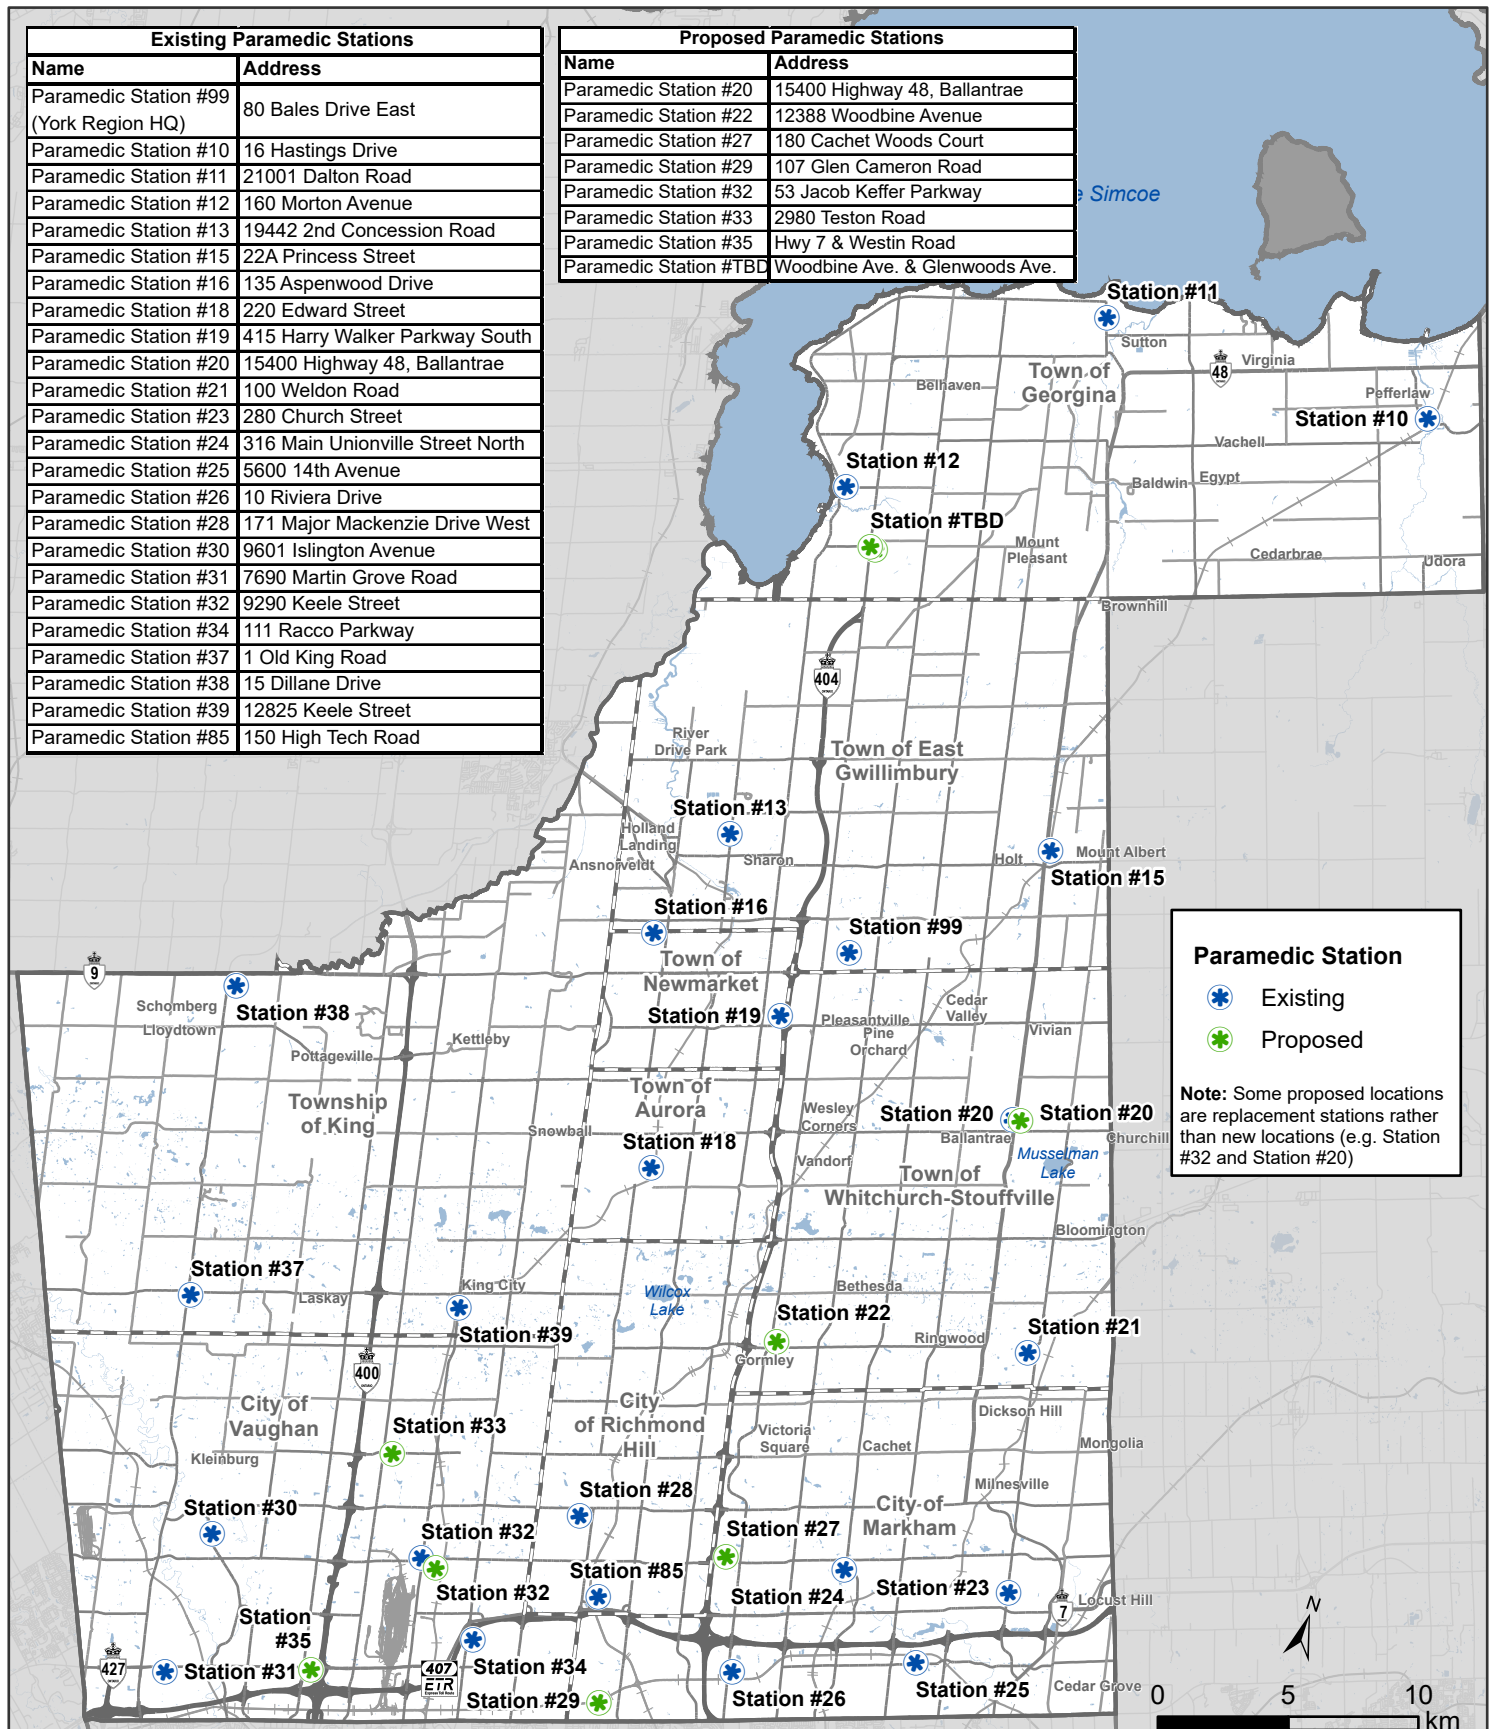 Existing Paramedic Stations
Name Address
Paramedic Station #99
(York Region HQ) 80 Bales Drive East
Paramedic Station #10 16 Hastings Drive
Paramedic Station #11 21001 Dalton Road
Paramedic Station #12 160 Morton Avenue
Paramedic Station #13 19442 2nd Concession Road
Paramedic Station #15 22A Princess Street
Paramedic Station #16 135 Aspenwood Drive
Paramedic Station #18 220 Edward Street
Paramedic Station #19 415 Harry Walker Parkway South
Paramedic Station #20 15400 Highway 48, Ballantrae
Paramedic Station #21 100 Weldon Road
Paramedic Station #23 280 Church Street
Paramedic Station #24 316 Main Unionville Street North
Paramedic Station #25 5600 14th Avenue
Paramedic Station #26 10 Riviera Drive
Paramedic Station #28 171 Major Mackenzie Drive West
Paramedic Station #30 9601 Islington Avenue
Paramedic Station #31 7690 Martin Grove Road
Paramedic Station #32 9290 Keele Street
Paramedic Station #34 111 Racco Parkway
Paramedic Station #37 1 Old King Road
Paramedic Station #38 15 Dillane Drive
Paramedic Station #39 12825 Keele Street
Paramedic Station #85 150 High Tech Road
Proposed Paramedic Stations
Name Address
Paramedic Station #20 15400 Highway 48, Ballantrae
Paramedic Station #22 12388 Woodbine Avenue
Paramedic Station #27 180 Cachet Woods Court
Paramedic Station #29 107 Glen Cameron Road
Paramedic Station #32 53 Jacob Keffer Parkway
Paramedic Station #33 2980 Teston Road
Paramedic Station #35 Hwy 7 & Westin Road
Paramedic Station #TBD Woodbine Ave. & Glenwoods Ave.
e Simcoe
Station #11
Sutton
Virginia
48
Town of
Georgina
Belhaven
Pefferlaw
Station #10
Vachell
Station #12
Baldwin
Egypt
Station #TBD
Mount
Pleasant
Cedarbrae
Udora
Brownhill
404
River
Drive Park
Town of East
Gwillimbury
Station #13
Holland
Landing
Ansnorveldt
Sharon
Holt
Mount Albert
Station #15
Station #16
Station #99
9
Town of
Newmarket
Schomberg
Lloydtown
Station #38
Station #19
Cedar
Valley
Pleasantville
Pine
Orchard
Vivian
Kettleby
Pottageville
Township
of King
Town of
Aurora
Snowball
Station #18
Wesley
Corners
Station #20
Station #20
Ballantrae
Churchill
Vandorf
Musselman
Lake
Town of
Whitchurch-Stouffville
Bloomington
Paramedic Station
Existing
Proposed
Note: Some proposed locations
are replacement stations rather
than new locations (e.g. Station
#32 and Station #20)
Station #37
Laskay
King City
Station #39
Wilcox
Lake
Bethesda
Station #22
Ringwood
Station #21
Gormley
400
City of
Vaughan
Station #33
Kleinburg
City
of Richmond
Hill
Victoria
Square
Cachet
Dickson Hill
Mongolia
Milnesville
Station #30
Station #28
City of
Markham
Station #32
Station #32
Station #27
Station #85
Station #24
Station #23
7
Locust Hill
Station
#35
427
Station #31
407
ETR
Station #34
Station #29
Station #26
Station #25
Cedar Grove
N
0 5 10
km